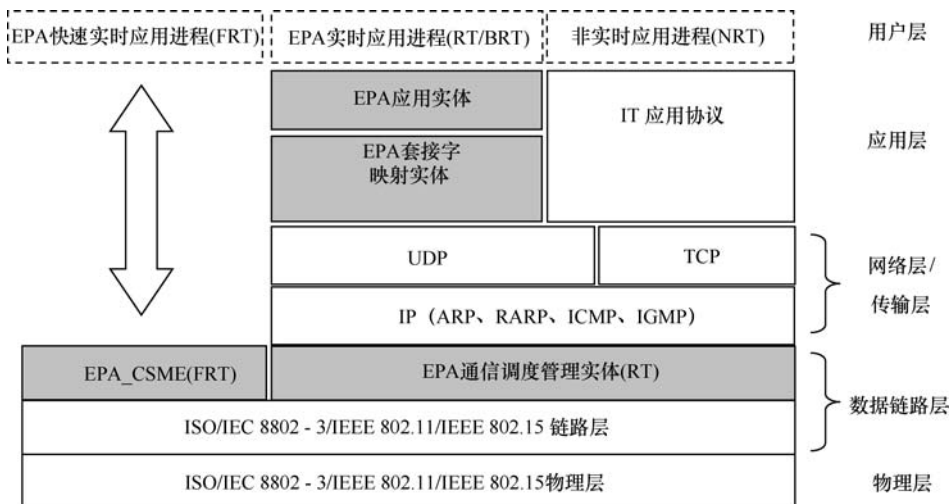 EPA快速实时应用进程(FRT)
EPA实时应用进程(RT/BRT)
非实时应用进程(NRT)
用户层
EPA应用实体
IT 应用协议
应用层
EPA套接字
映射实体
UDP
TCP
网络层/
传输层
IP（ARP、RARP、ICMP、IGMP）
EPA_CSME(FRT)
EPA通信调度管理实体(RT)
数据链路层
ISO/IEC 8802 - 3/IEEE 802.11/IEEE 802.15 链路层
ISO/IEC 8802 - 3/IEEE 802.11/IEEE 802.15物理层
物理层